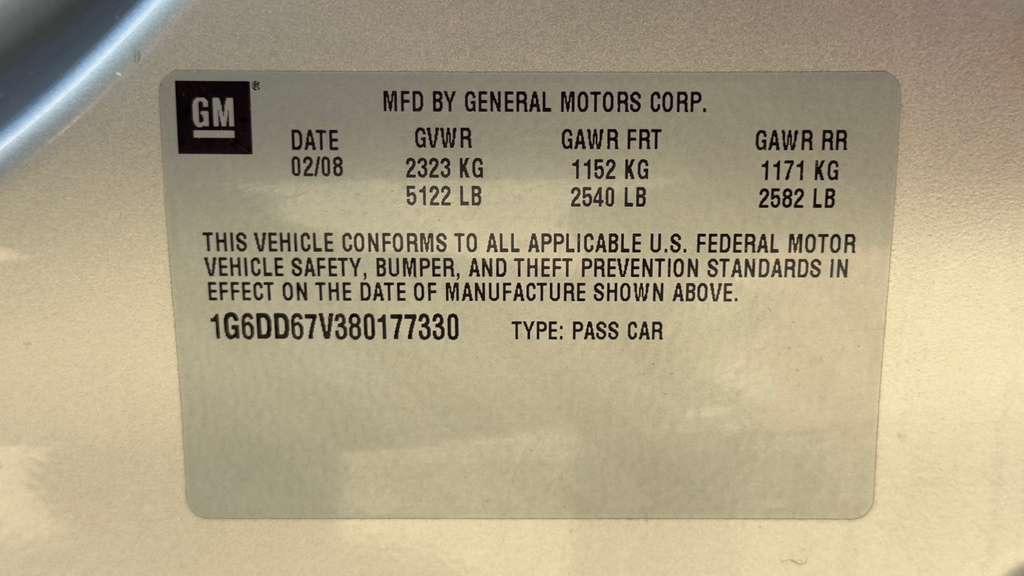 GM®
MFD BY GENERAL MOTORS CORP.
DATE GVWR GAWR FRT GAWR RR
02/08 2323 KG 1152 KG 1171 KG
5122 LB 2540 LB 2582 LB
THIS VEHICLE CONFORMS TO ALL APPLICABLE U.S. FEDERAL MOTOR
VEHICLE SAFETY, BUMPER, AND THEFT PREVENTION STANDARDS IN
EFFECT ON THE DATE OF MANUFACTURE SHOWN ABOVE.
1G6DD67V380177330 TYPE: PASS CAR